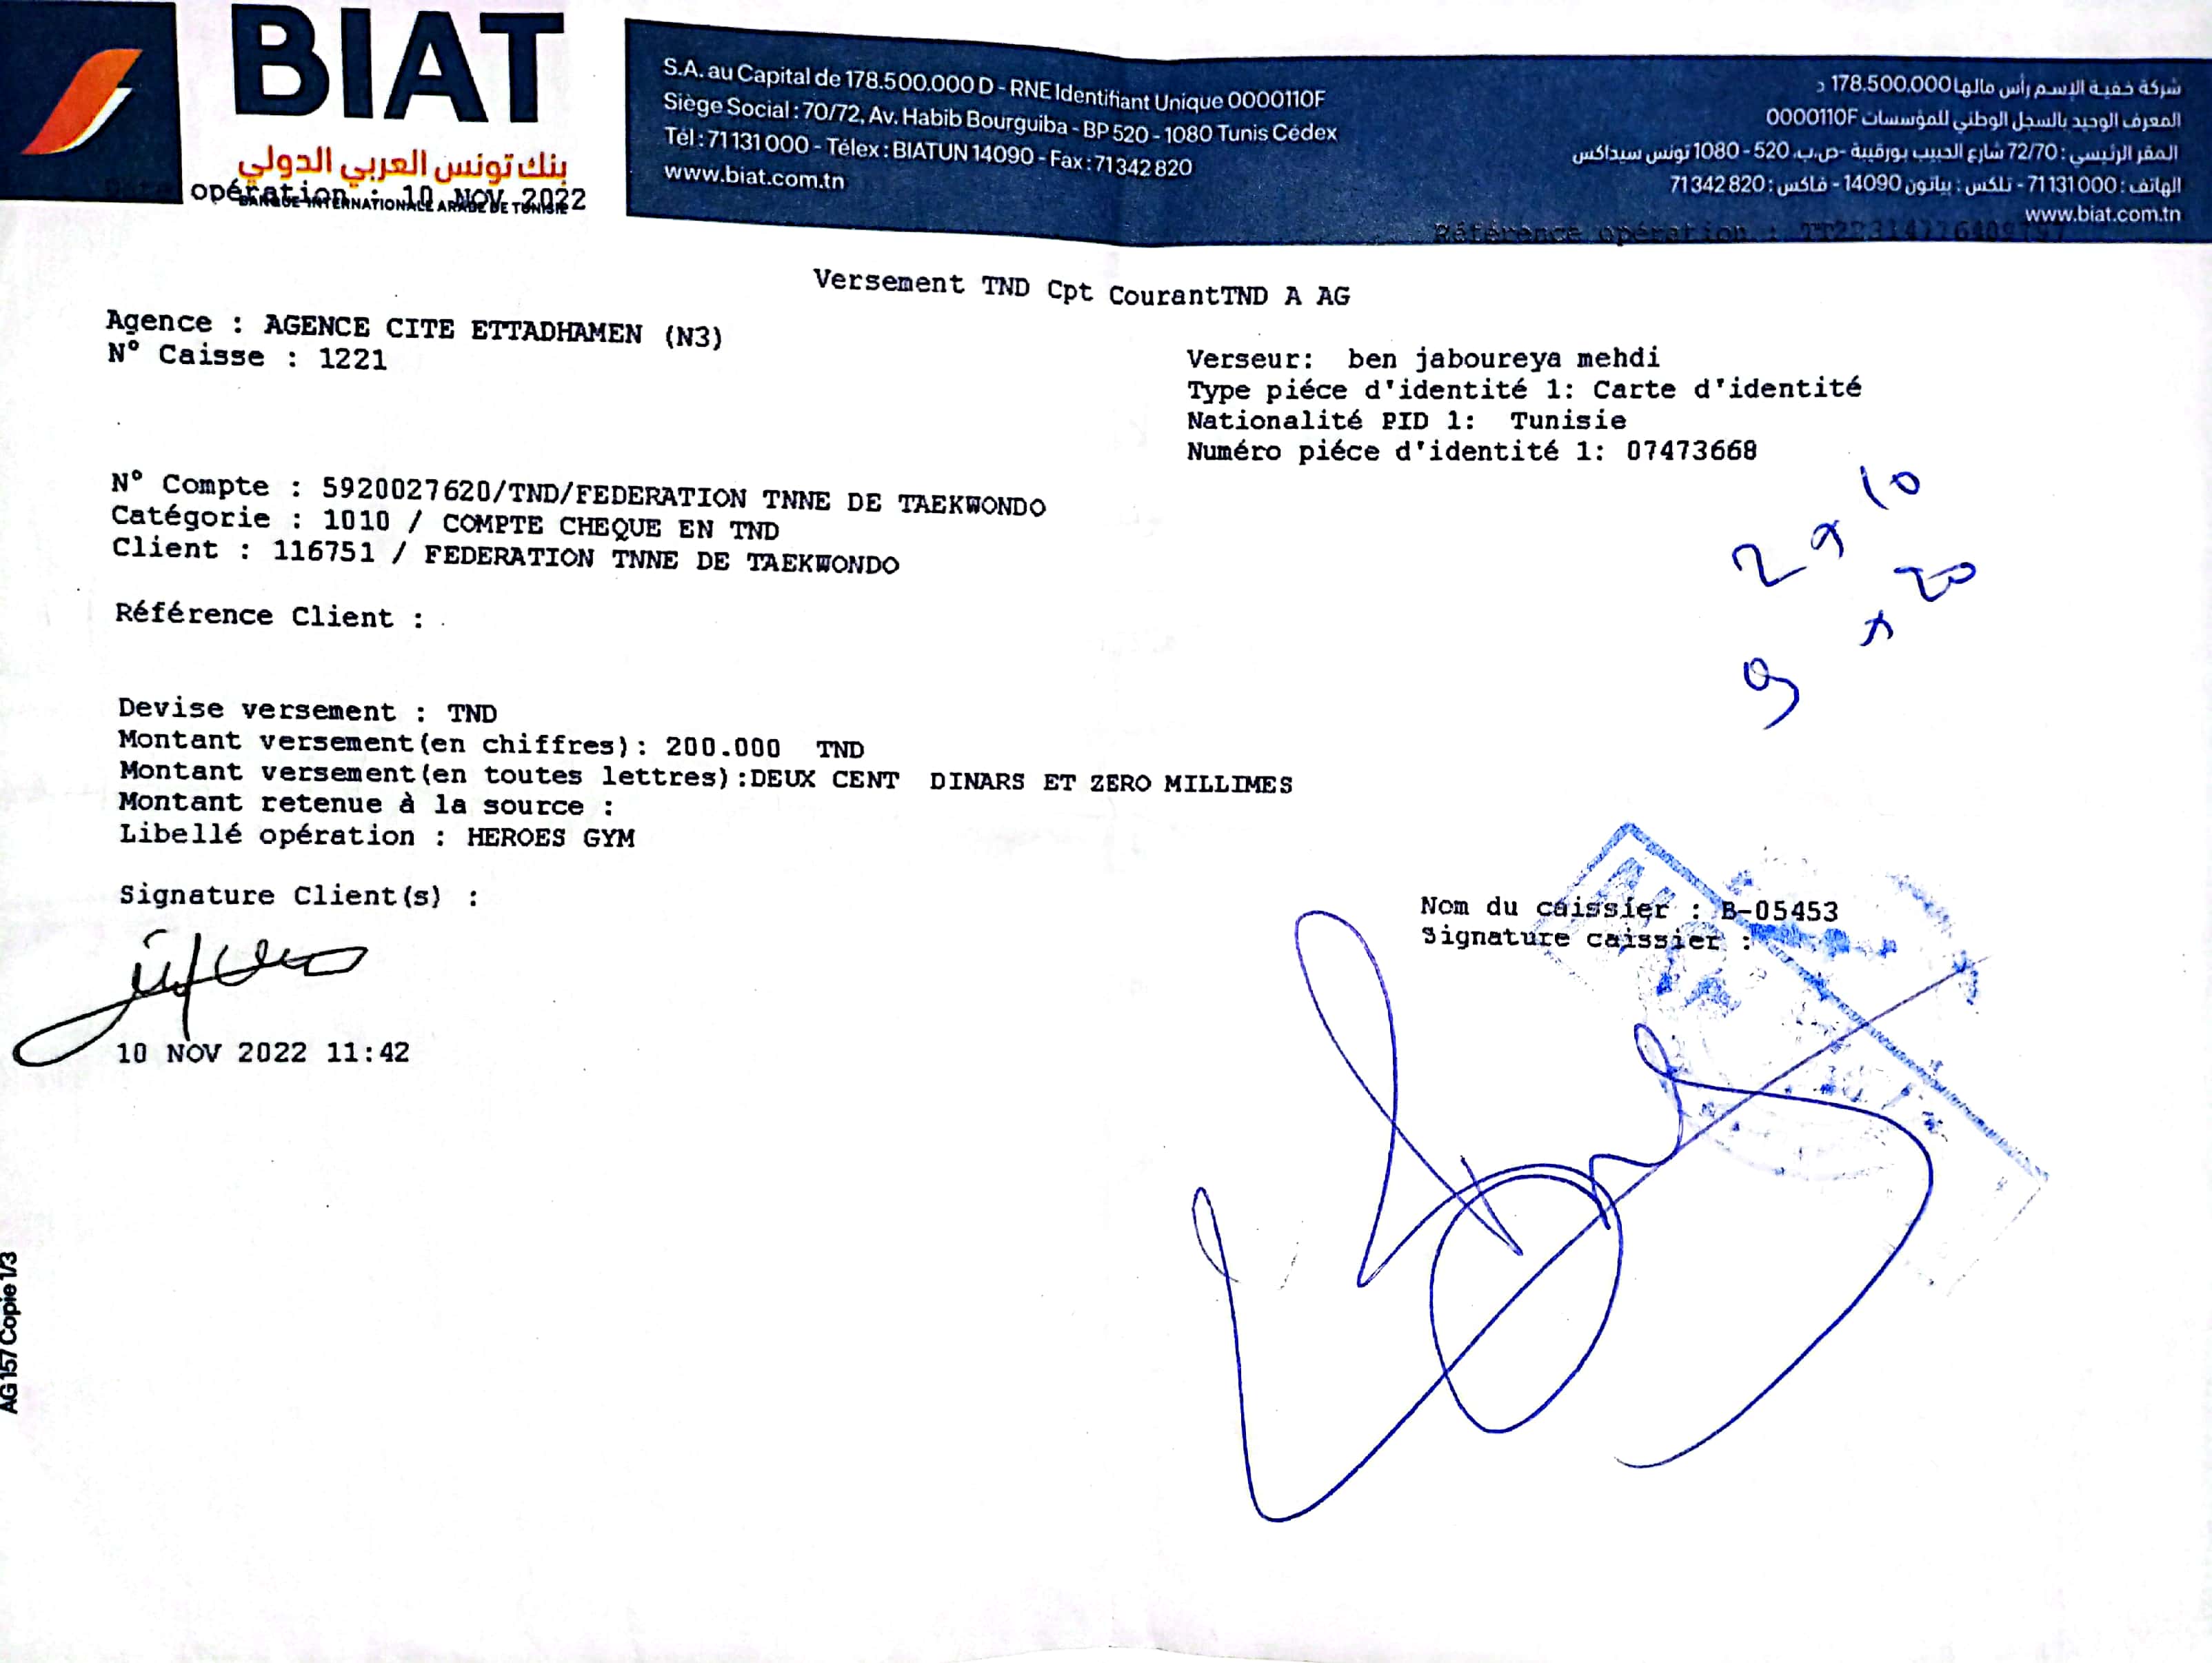 BIAT
بنك تونس العربي الدولي
BANQUE INTERNATIONALE ARABE DE TUNISIE
S.A. au Capital de 178.500.000 D - RNE Identifiant Unique 0000110F
Siège Social : 70/72, Av. Habib Bourguiba - BP 520 - 1080 Tunis Cédex
Tél : 71 131 000 - Télex : BIATUN 14090 - Fax : 71 342 820
www.biat.com.tn
شركة خفية الإسم رأس مالها 178.500.000 د
المعرف الوحيد بالسجل الوطني للمؤسسات 0000110F
المقر الرئيسي : 72/70 شارع الحبيب بورقيبة -ص.ب. 520 - 1080 تونس سيداكس
الهاتف : 71131000 - تلكس : بياتون 14090 - فاكس : 71342820
www.biat.com.tn
opération : 10 NOV 2022
Référence opération :
Versement TND Cpt CourantTND A AG
Agence : AGENCE CITE ETTADHAMEN (N3)
N° Caisse : 1221
Verseur: ben jaboureya mehdi
Type piéce d'identité 1: Carte d'identité
Nationalité PID 1: Tunisie
Numéro piéce d'identité 1: 07473668
2 x 10
9 x 20
N° Compte : 5920027620/TND/FEDERATION TNNE DE TAEKWONDO
Catégorie : 1010 / COMPTE CHEQUE EN TND
Client : 116751 / FEDERATION TNNE DE TAEKWONDO
Référence Client :
Devise versement : TND
Montant versement(en chiffres): 200.000 TND
Montant versement(en toutes lettres):DEUX CENT DINARS ET ZERO MILLIMES
Montant retenue à la source :
Libellé opération : HEROES GYM
Signature Client(s) :
Nom du caissier : B-05453
Signature caissier :
10 NOV 2022 11:42
AG 157 Copie 1/3